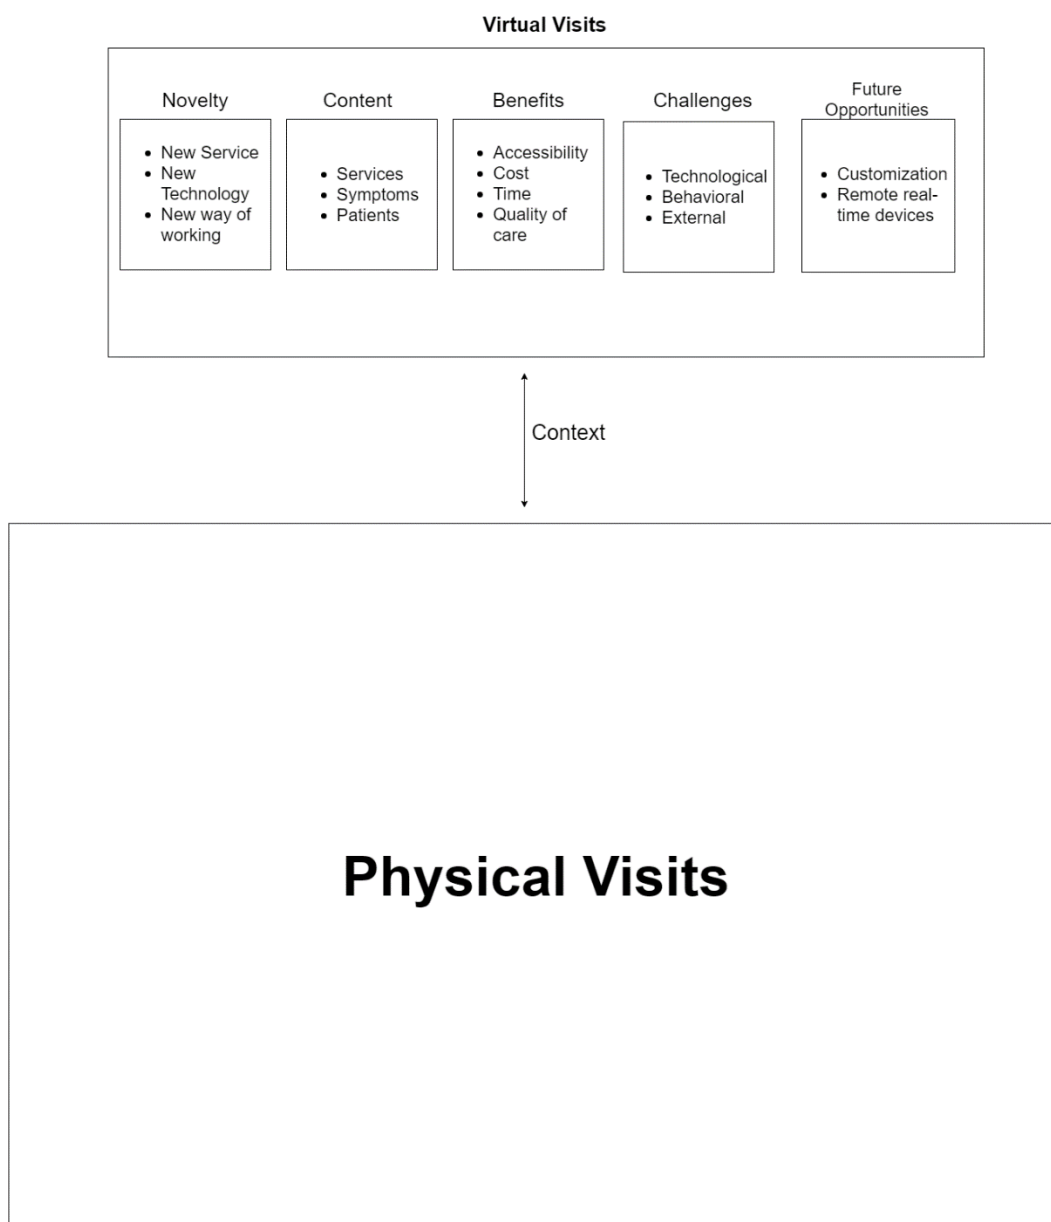 Virtual Visits
Novelty
• New Service
• New
Technology
• New way of
working
Content
• Services
• Symptoms
• Patients
Benefits
• Accessibility
• Cost
• Time
• Quality of
care
Challenges
• Technological
• Behavioral
• External
Future
Opportunities
• Customization
• Remote real-
time devices
Context
Physical Visits